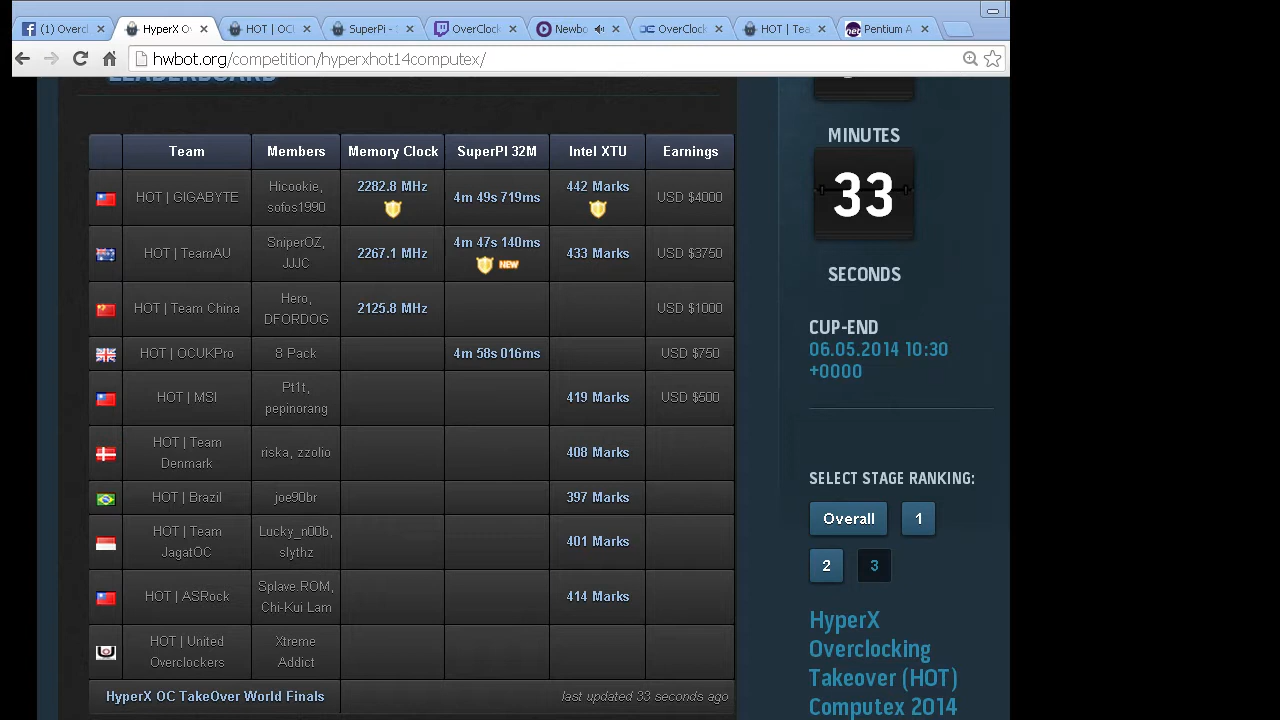 (1) Overcl
HyperX O
HOT | OCl
SuperPi -
OverCloc
Newbo
OverCloc
HOT | Tea
Pentium A
hwbot.org/competition/hyperxhot14computex/
LEADERBOARD
Team Members Memory Clock SuperPI 32M Intel XTU Earnings
HOT | GIGABYTE Hicookie, sofos1990 2282.8 MHz 4m 49s 719ms 442 Marks USD $4000
HOT | TeamAU SniperOZ, JJJC 2267.1 MHz 4m 47s 140ms NEW 433 Marks USD $3750
HOT | Team China Hero, DFORDOG 2125.8 MHz USD $1000
HOT | OCUKPro 8 Pack 4m 58s 016ms USD $750
HOT | MSI Pt1t, pepinorang 419 Marks USD $500
HOT | Team Denmark riska, zzolio 408 Marks
HOT | Brazil joe90br 397 Marks
HOT | Team JagatOC Lucky_n00b, slythz 401 Marks
HOT | ASRock Splave.ROM, Chi-Kui Lam 414 Marks
HOT | United Overclockers Xtreme Addict
HyperX OC TakeOver World Finals last updated 33 seconds ago
MINUTES
33
SECONDS
CUP-END
06.05.2014 10:30
+0000
SELECT STAGE RANKING:
Overall 1
2 3
HyperX
Overclocking
Takeover (HOT)
Computex 2014